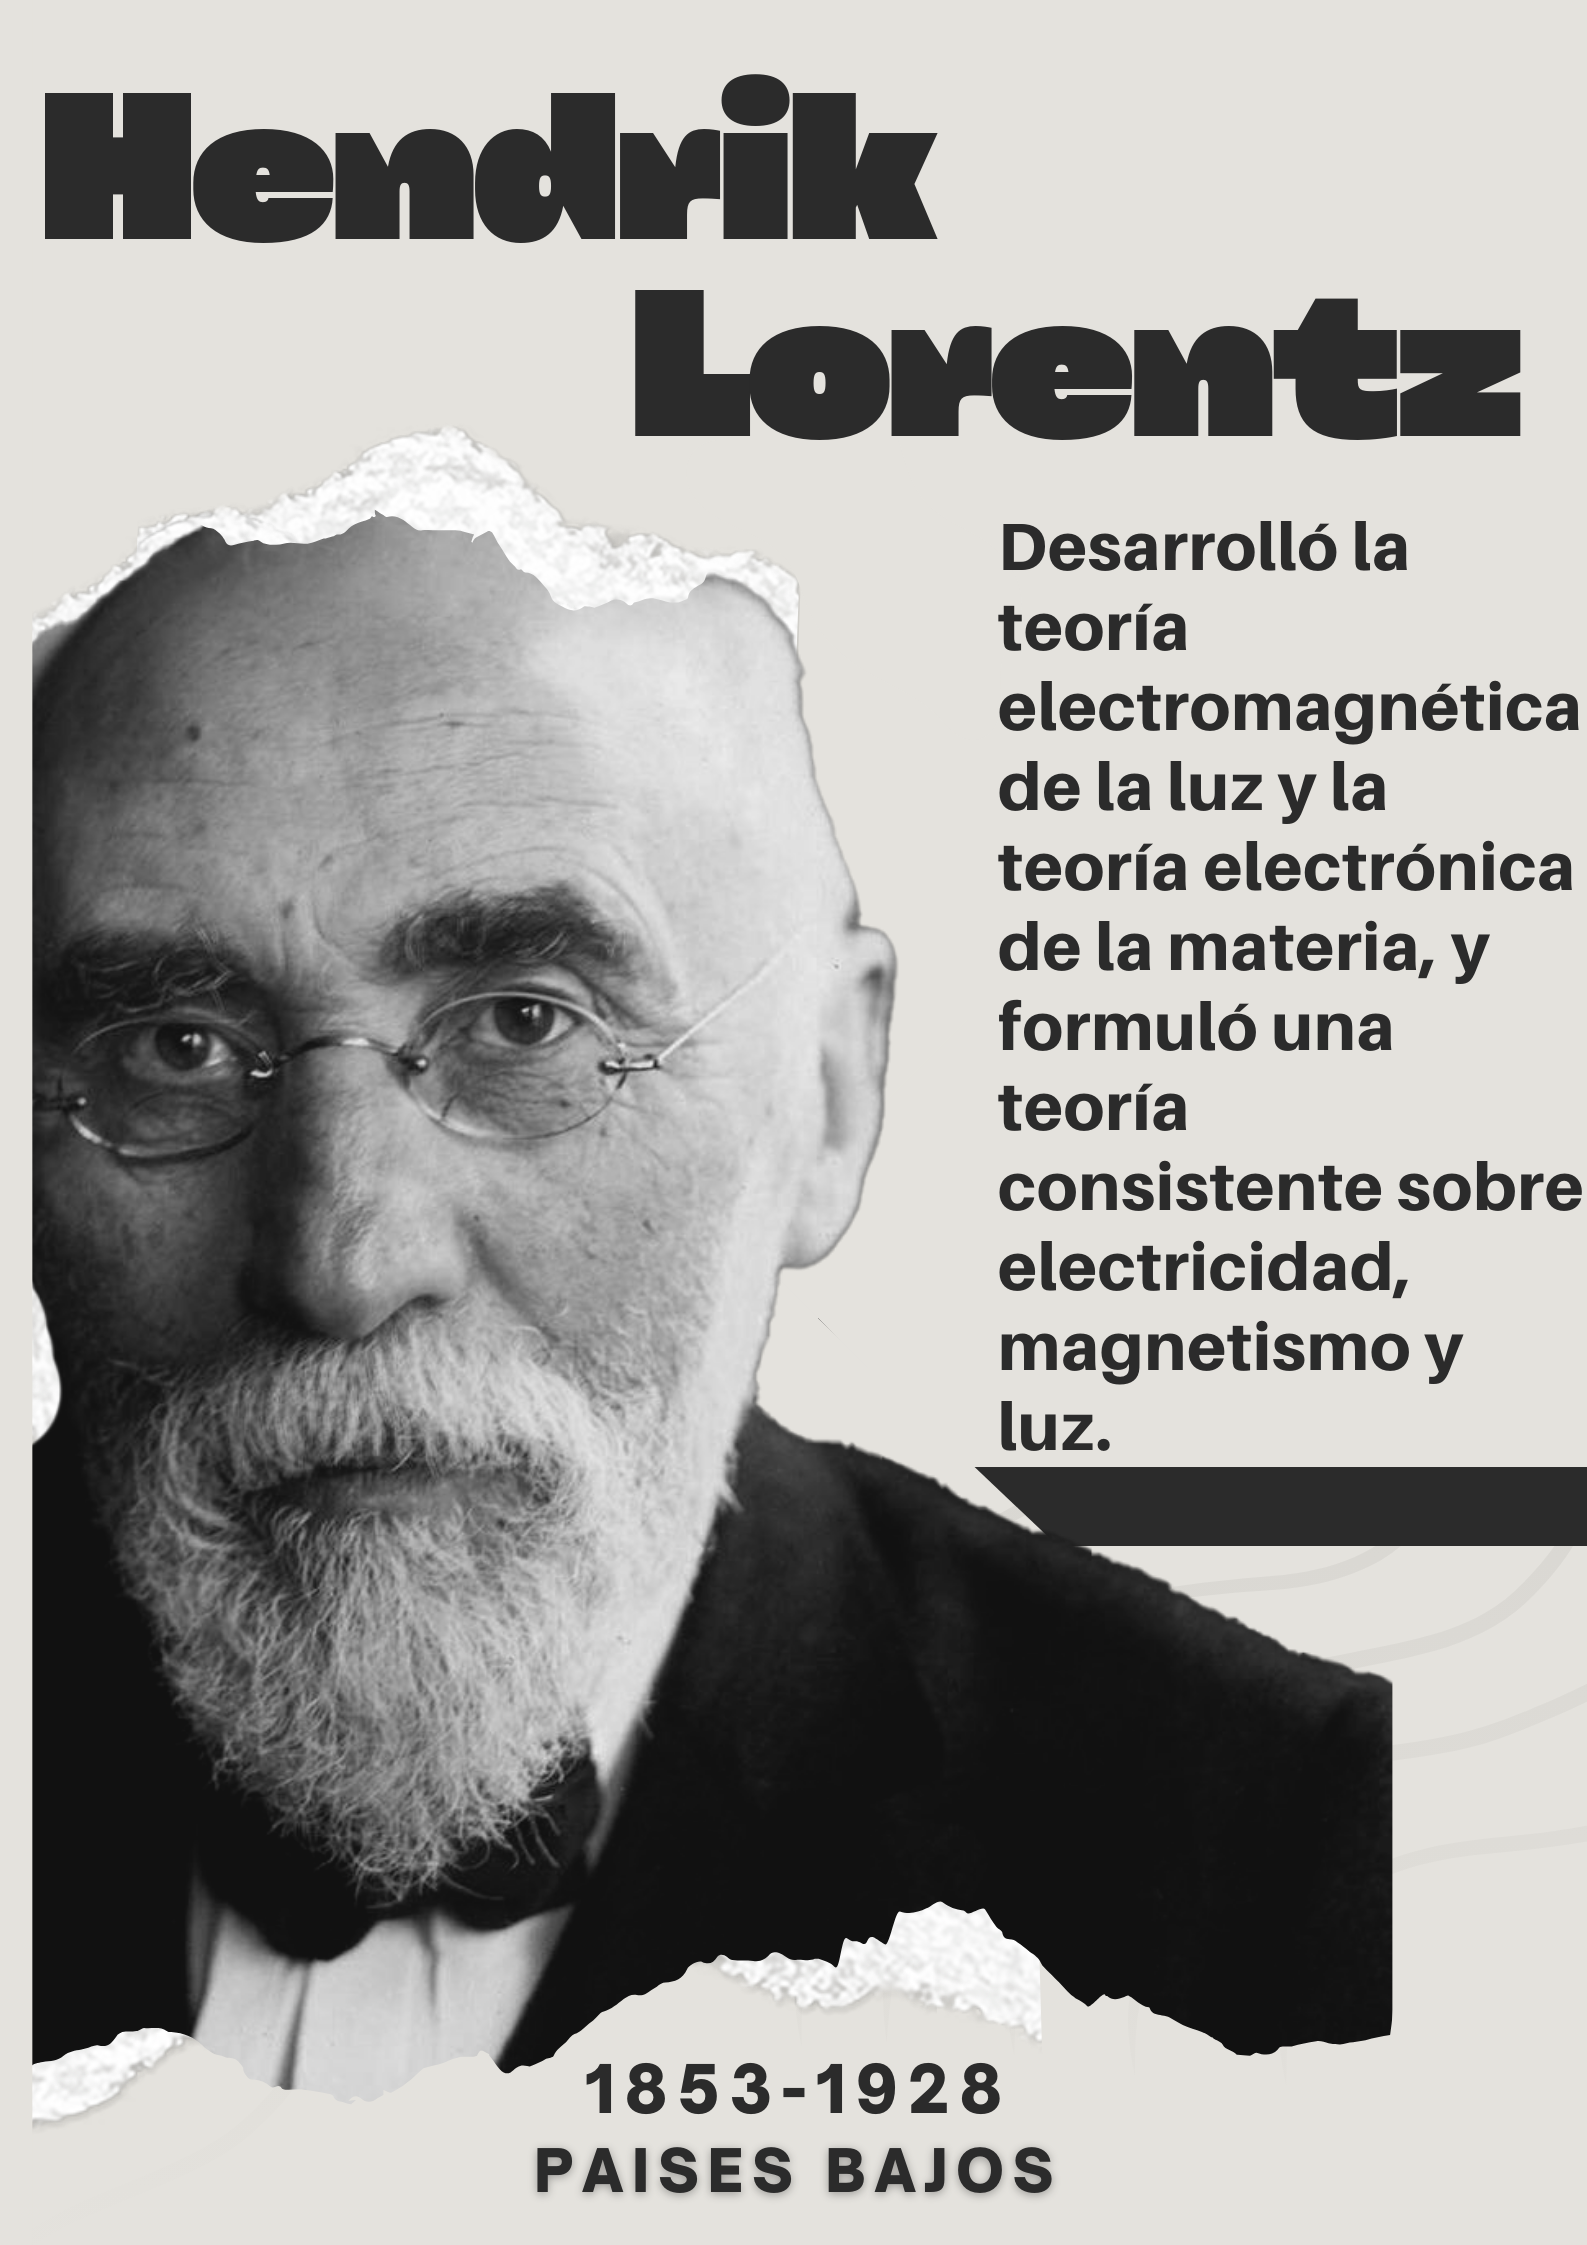 Hendrik
Lorentz
Desarrolló la
teoría
electromagnética
de la luz y la
teoría electrónica
de la materia, y
formuló una
teoría
consistente sobre
electricidad,
magnetismo y
luz.
1853-1928
PAISES BAJOS